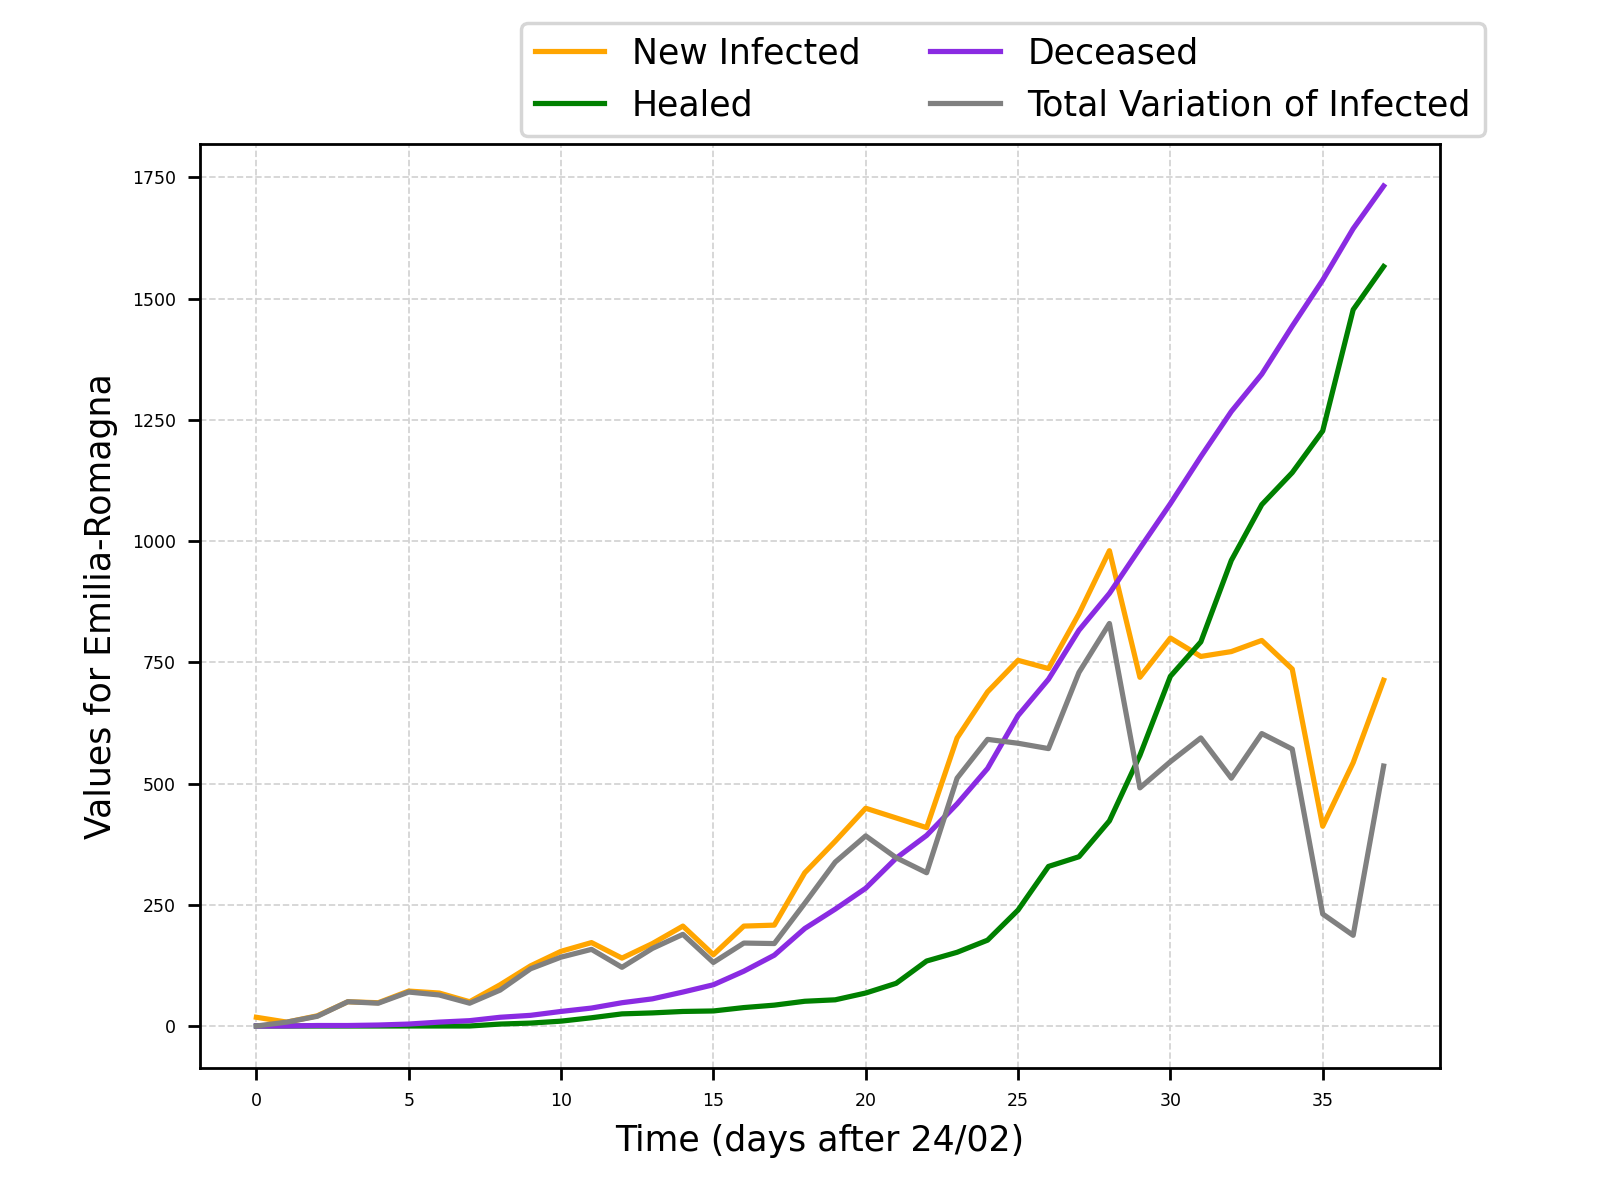 New Infected
Healed
Deceased
Total Variation of Infected
1750
1500
1250
1000
750
500
250
0
Values for Emilia-Romagna
0 5 10 15 20 25 30 35
Time (days after 24/02)